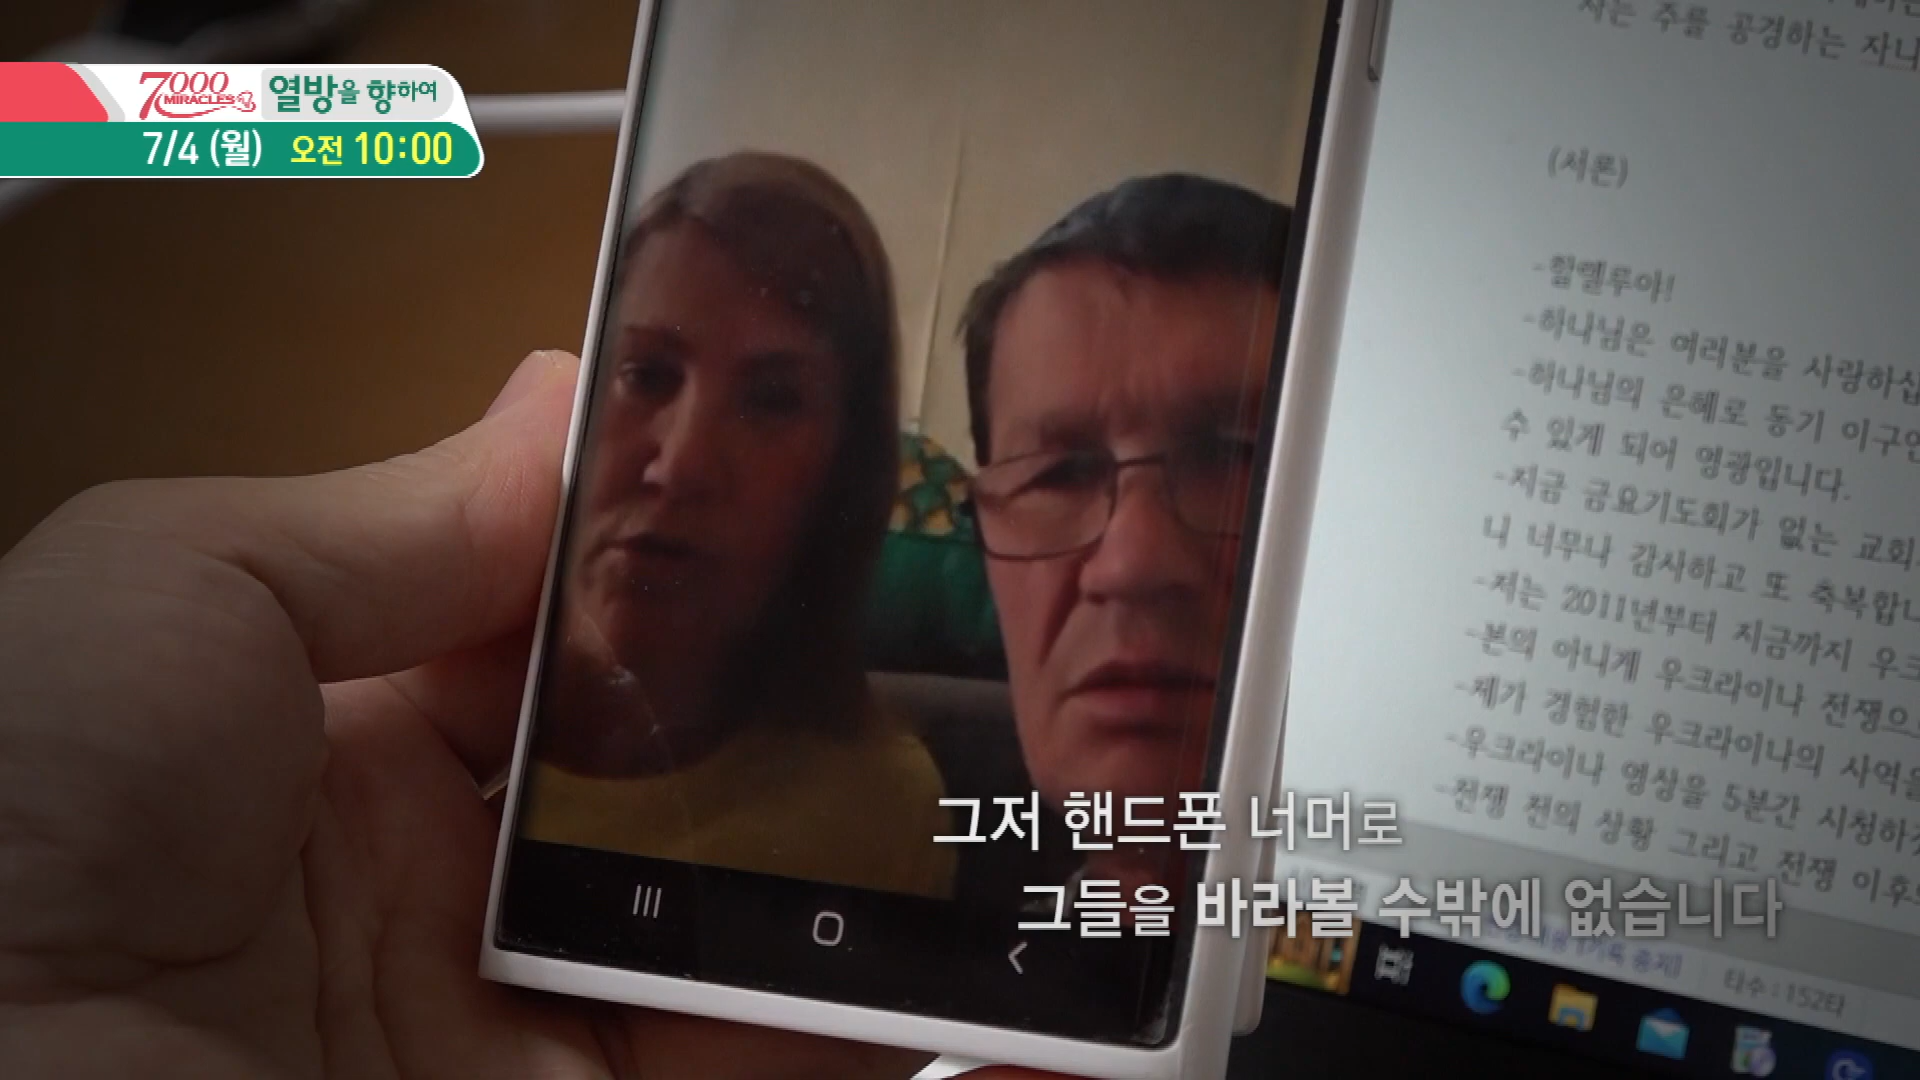 7000
MIRACLES
열방을 향하여
7/4 (월) 오전 10:00
저는 주를 공경하는 자니
(서론)
-할렐루야!
-하나님은 여러분을 사랑하십
-하나님의 은혜로 동기 이구
수 있게 되어 영광입니다.
-지금 금요기도회가 없는 교회
니 너무나 감사하고 또 축복합니
-저는 2011년부터 지금까지 우크
-본의 아니게 우크라이나 전쟁으
-제가 경험한 우크라이나의 사역을
-우크라이나 영상을 5분간 시청하
-전쟁 전의 상황 그리고 전쟁 이후
그저 핸드폰 너머로
그들을 바라볼 수밖에 없습니다
타수 : 152타